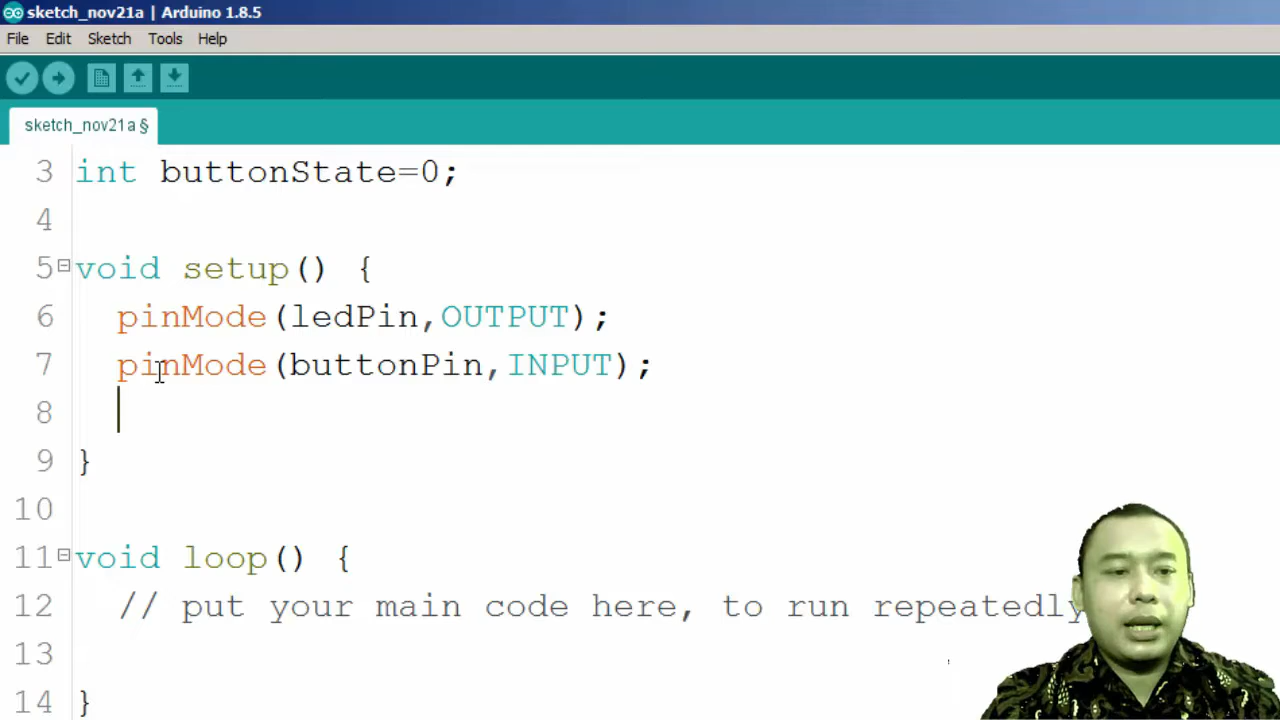 sketch_nov21a | Arduino 1.8.5
File Edit Sketch Tools Help
sketch_nov21a §
3 int buttonState=0;
4
5 void setup() {
6 pinMode(ledPin,OUTPUT);
7 pinMode(buttonPin,INPUT);
8
9 }
10
11 void loop() {
12 // put your main code here, to run repeatedly
13
14 }